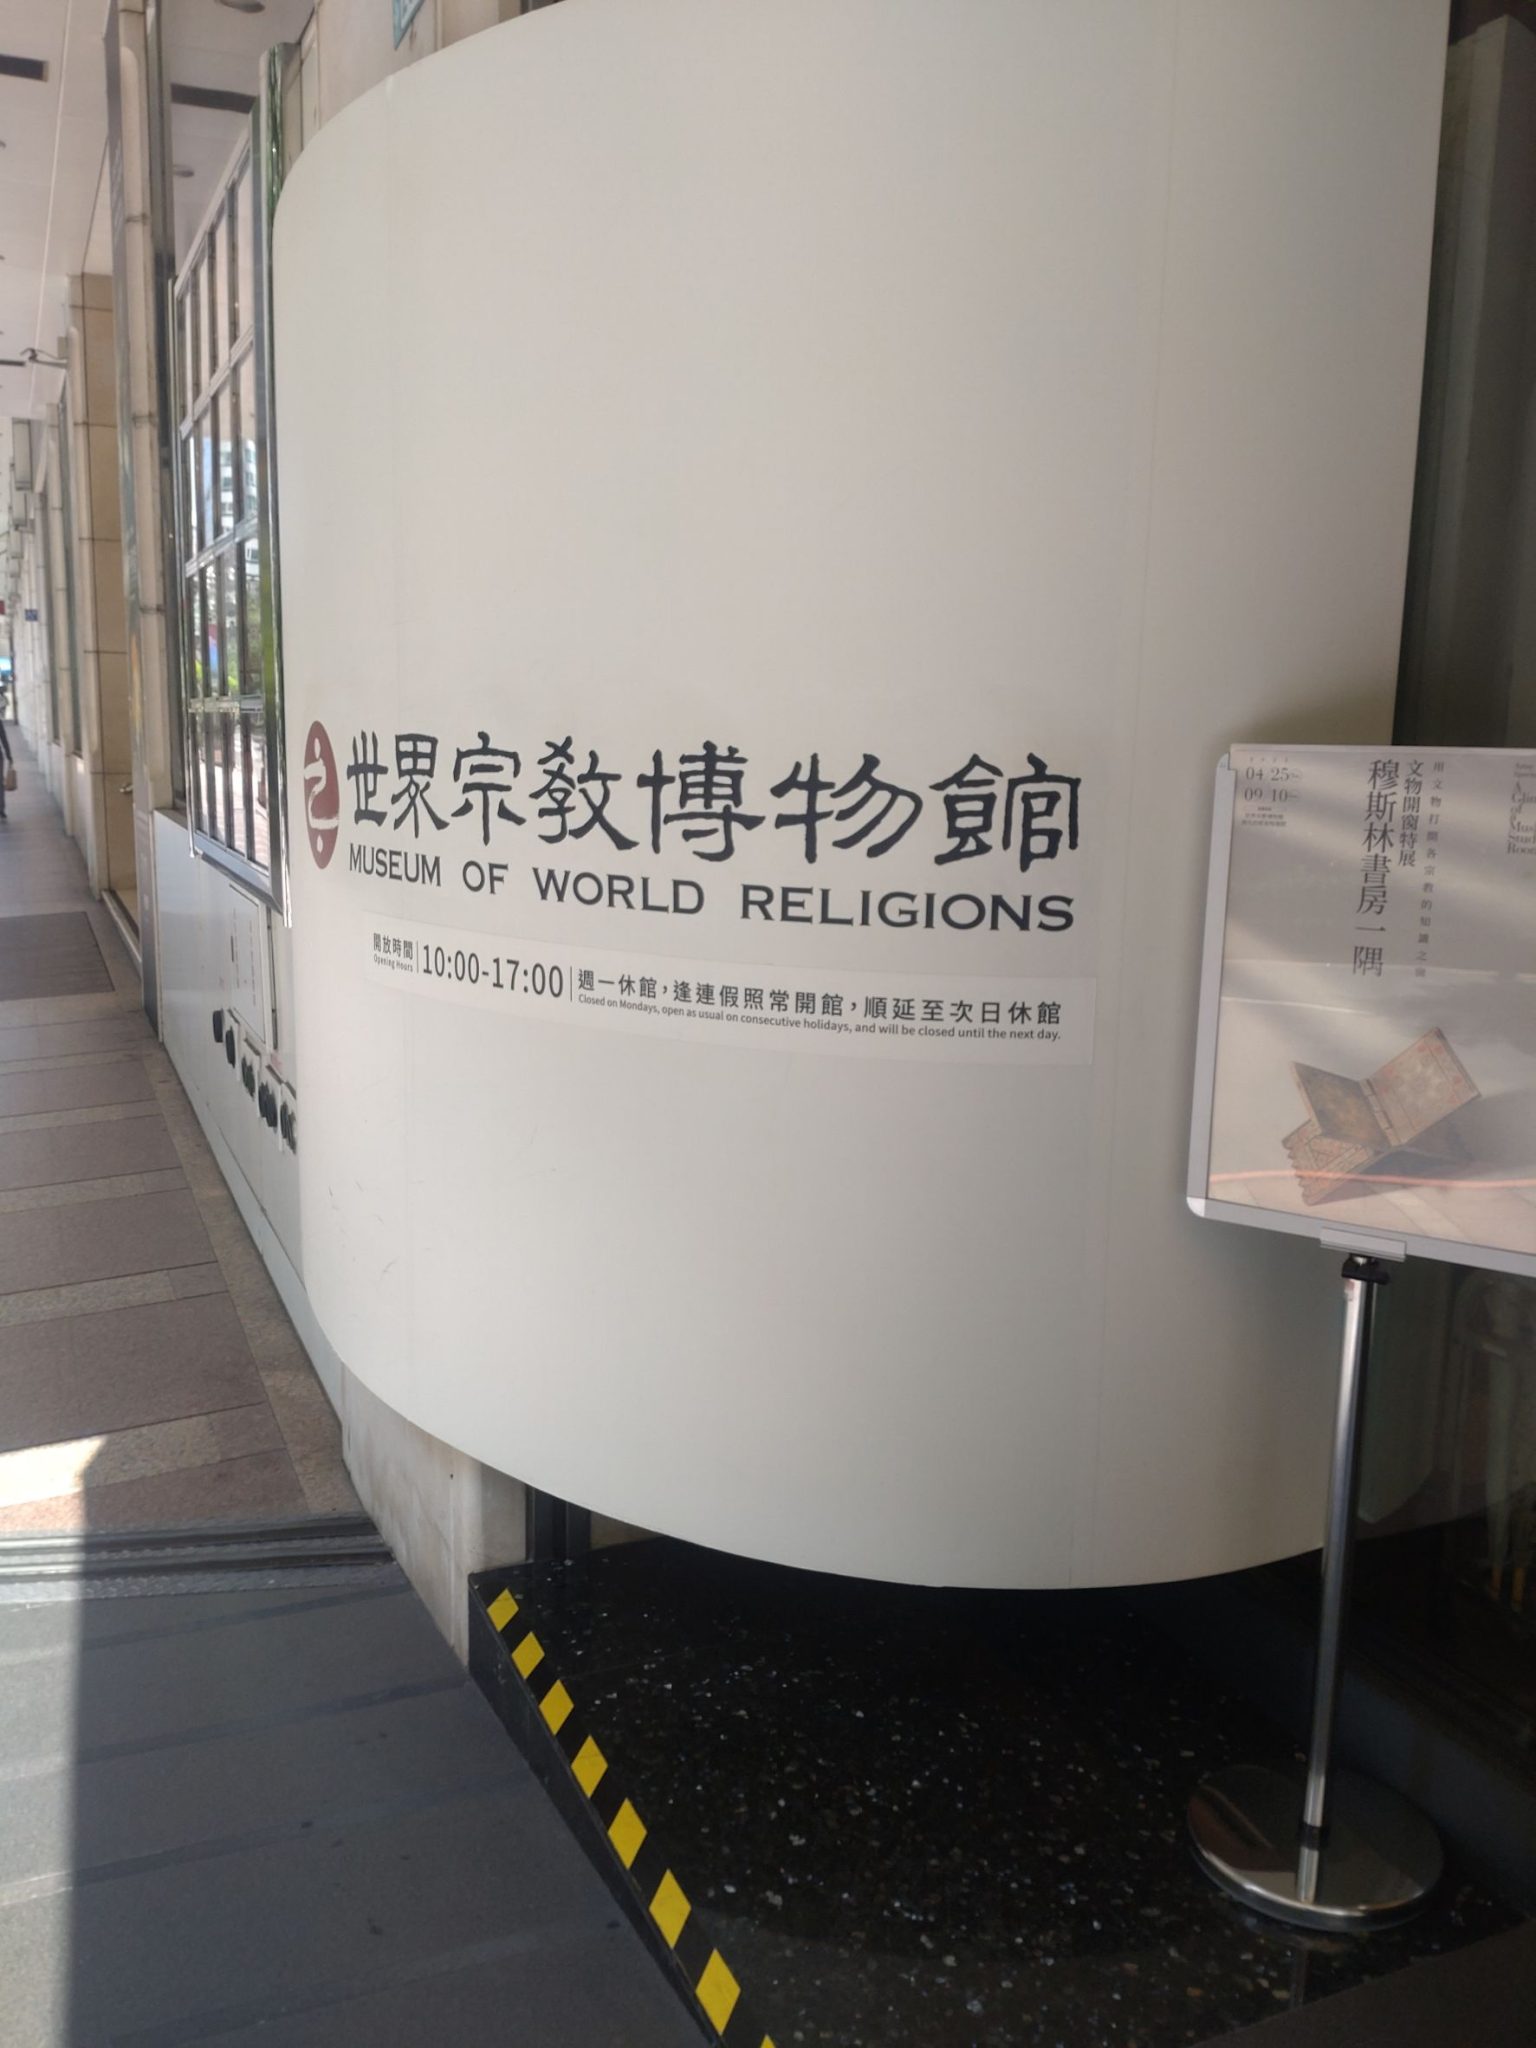 世界宗教博物館
MUSEUM OF WORLD RELIGIONS
開放時間
Opening Hours
10:00-17:00
週一休館，逢連假照常開館，順延至次日休館
Closed on Mondays, open as usual on consecutive holidays, and will be closed until the next day.
04 25
09 10
用文物打開各宗教的知識之窗
文物開窗特展
穆斯林書房一隅